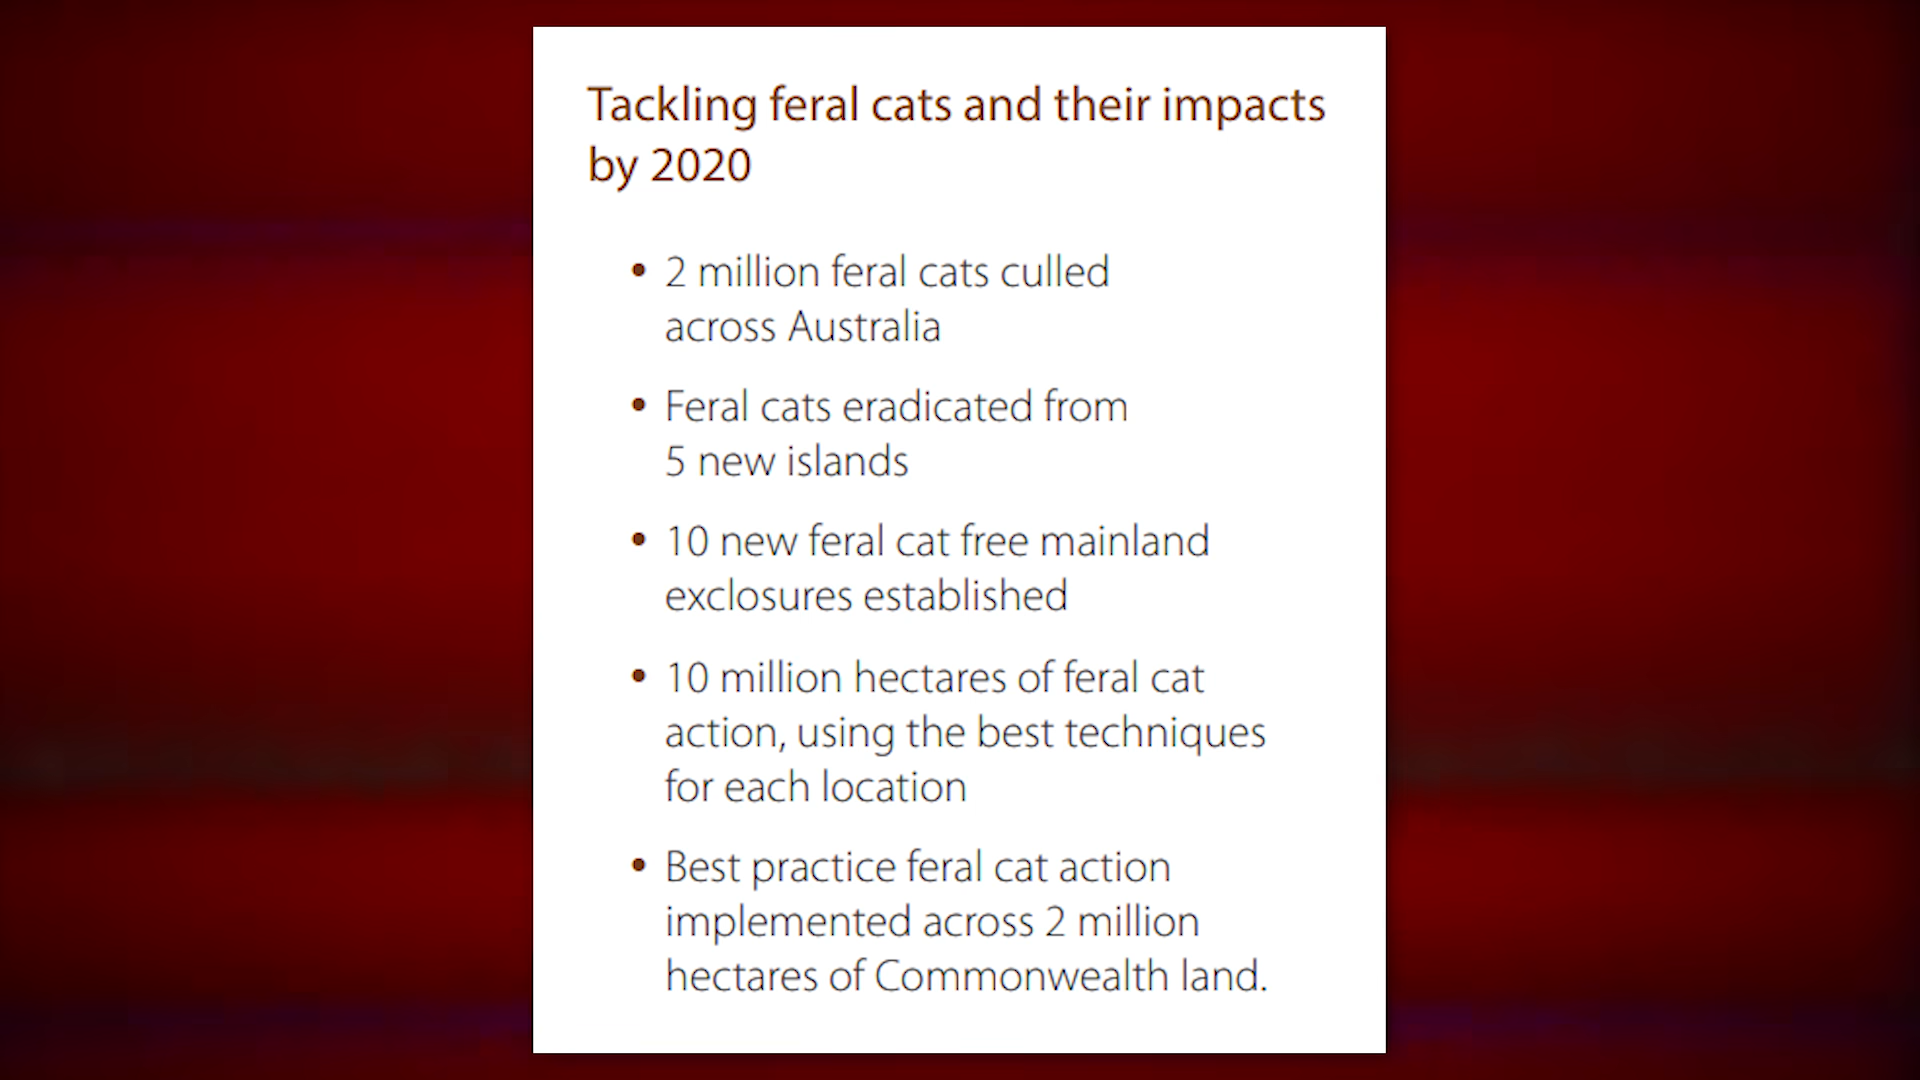 Tackling feral cats and their impacts
by 2020
• 2 million feral cats culled
across Australia
• Feral cats eradicated from
5 new islands
• 10 new feral cat free mainland
exclosures established
• 10 million hectares of feral cat
action, using the best techniques
for each location
• Best practice feral cat action
implemented across 2 million
hectares of Commonwealth land.